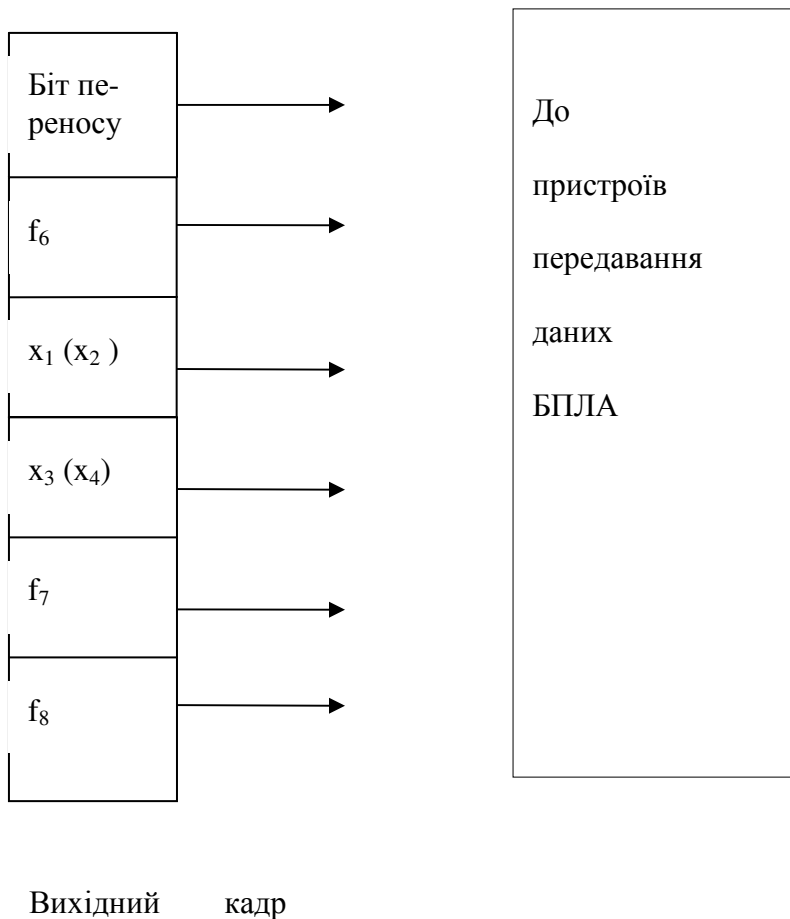 Біт пе-
реносу
f₆
x₁ (x₂ )
x₃ (x₄)
f₇
f₈
До
пристроїв
передавання
даних
БПЛА
Вихідний кадр